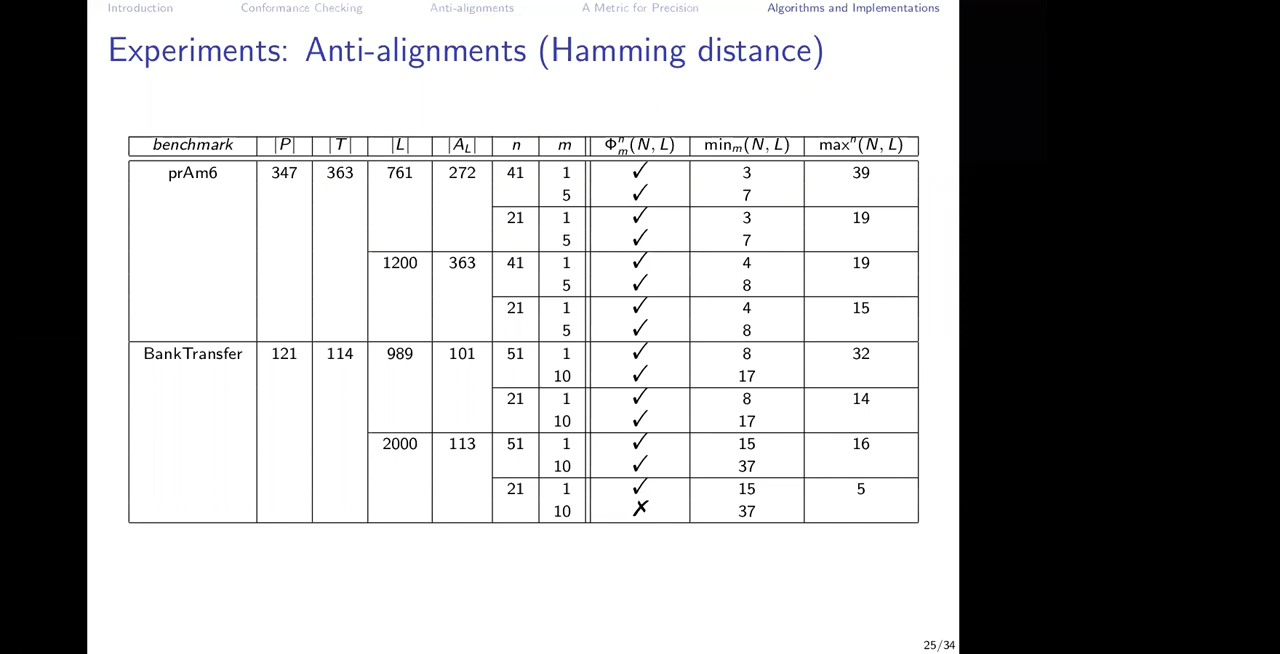 Introduction Conformance Checking Anti-alignments A Metric for Precision Algorithms and Implementations
Experiments: Anti-alignments (Hamming distance)
benchmark |P| |T| |L| |A_L| n m Φ^n_m(N, L) min_m(N, L) max^n(N, L)
prAm6 347 363 761 272 41 1 ✓ 3 39
5 ✓ 7
21 1 ✓ 3 19
5 ✓ 7
1200 363 41 1 ✓ 4 19
5 ✓ 8
21 1 ✓ 4 15
5 ✓ 8
BankTransfer 121 114 989 101 51 1 ✓ 8 32
10 ✓ 17
21 1 ✓ 8 14
10 ✓ 17
2000 113 51 1 ✓ 15 16
10 ✓ 37
21 1 ✓ 15 5
10 ✗ 37
25/34